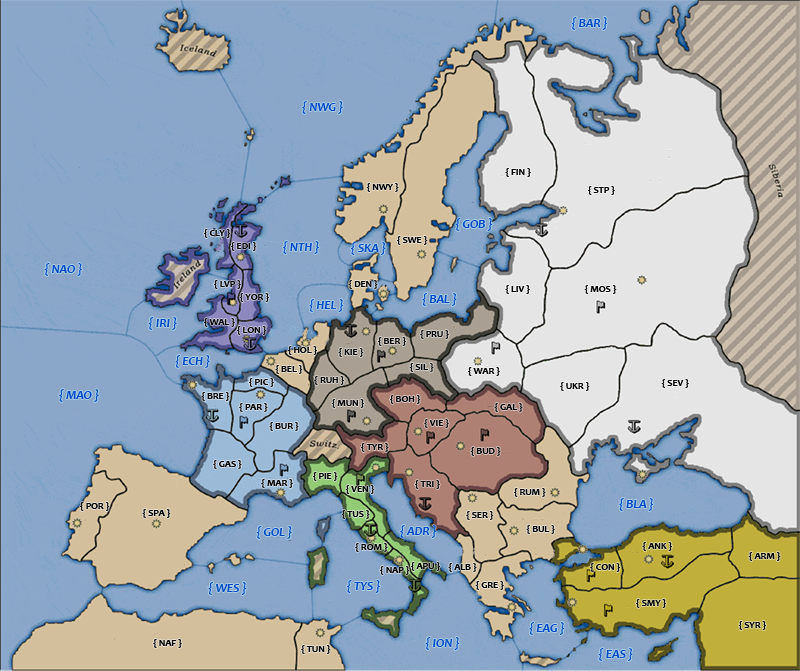 { BAR }
Iceland
{ NWG }
Siberia
{ FIN }
{ NWY }
{ STP }
{ GOB }
{ CLY }
{ EDI }
{ NTH }
{ SKA }
{ SWE }
{ NAO }
Ireland
{ LVP }
{ DEN }
{ LIV }
{ MOS }
{ YOR }
{ HEL }
{ BAL }
{ IRI }
{ WAL }
{ LON }
{ PRU }
{ BER }
{ KIE }
{ HOL }
{ ECH }
{ BEL }
{ SIL }
{ WAR }
{ RUH }
{ PIC }
{ UKR }
{ SEV }
{ MAO }
{ BRE }
{ PAR }
{ MUN }
{ BOH }
{ GAL }
{ BUR }
{ VIE }
Switz.
{ TYR }
{ BUD }
{ GAS }
{ PIE }
{ MAR }
{ VEN }
{ TRI }
{ RUM }
{ POR }
{ SPA }
{ TUS }
{ SER }
{ BLA }
{ GOL }
{ ADR }
{ BUL }
{ ROM }
{ ANK }
{ ARM }
{ CON }
{ NAP }
{ APU }
{ ALB }
{ WES }
{ TYS }
{ GRE }
{ SMY }
{ SYR }
{ EAG }
{ NAF }
{ TUN }
{ ION }
{ EAS }